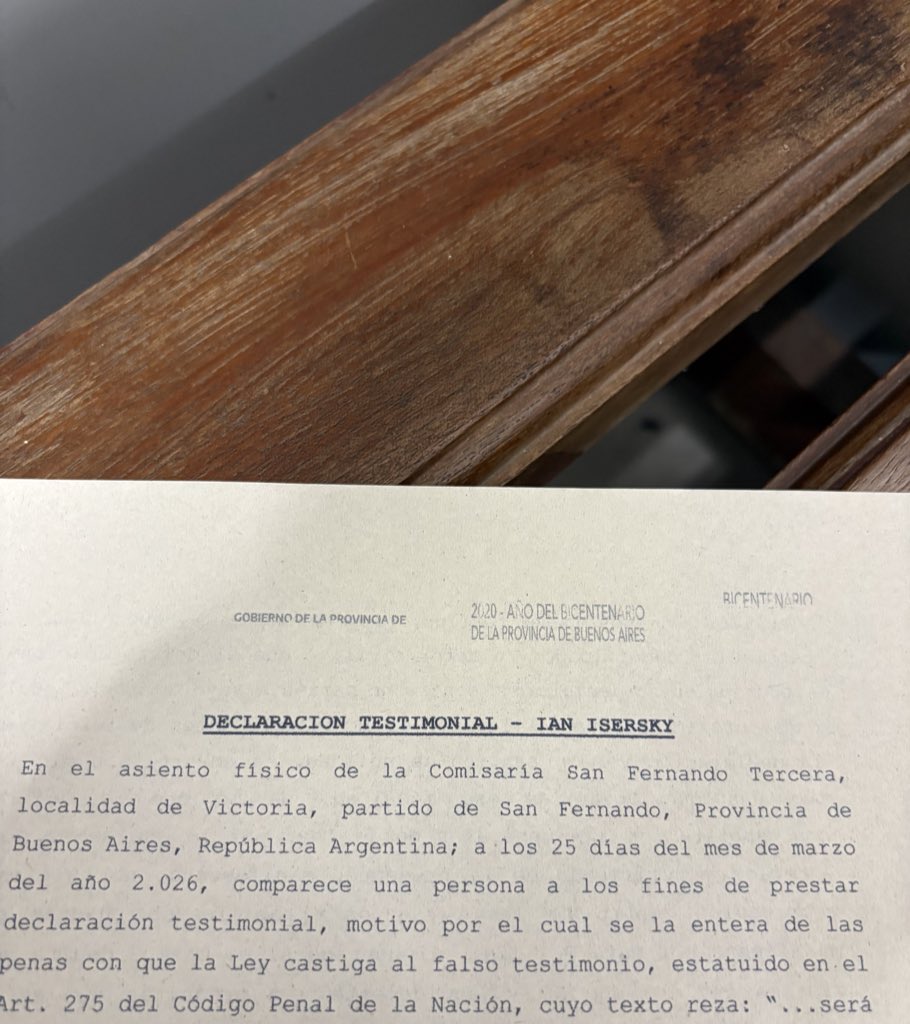 GOBIERNO DE LA PROVINCIA DE
2020 - AÑO DEL BICENTENARIO
DE LA PROVINCIA DE BUENOS AIRES
BICENTENARIO
DECLARACION TESTIMONIAL - IAN ISERSKY
En el asiento físico de la Comisaría San Fernando Tercera,
localidad de Victoria, partido de San Fernando, Provincia de
Buenos Aires, República Argentina; a los 25 días del mes de marzo
del año 2.026, comparece una persona a los fines de prestar
declaración testimonial, motivo por el cual se la entera de las
penas con que la Ley castiga al falso testimonio, estatuido en el
Art. 275 del Código Penal de la Nación, cuyo texto reza: "...será